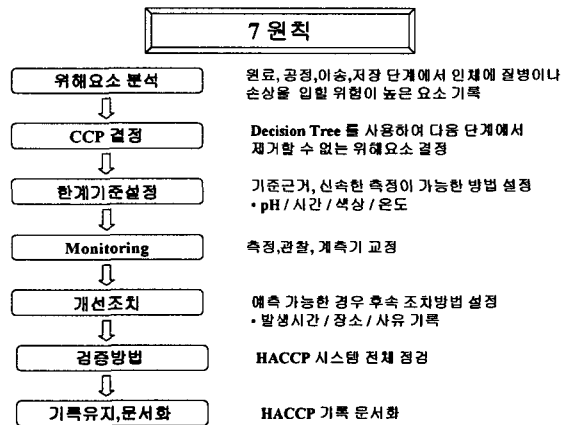 7 원칙
위해요소 분석
원료, 공정,이송,저장 단계에서 인체에 질병이나
손상을 입힐 위험이 높은 요소 기록
CCP 결정
Decision Tree 를 사용하여 다음 단계에서
제거할 수 없는 위해요소 결정
한계기준설정
기준근거, 신속한 측정이 가능한 방법 설정
• pH / 시간 / 색상 / 온도
Monitoring
측정,관찰, 계측기 교정
개선조치
예측 가능한 경우 후속 조치방법 설정
• 발생시간 / 장소 / 사유 기록
검증방법
HACCP 시스템 전체 점검
기록유지,문서화
HACCP 기록 문서화